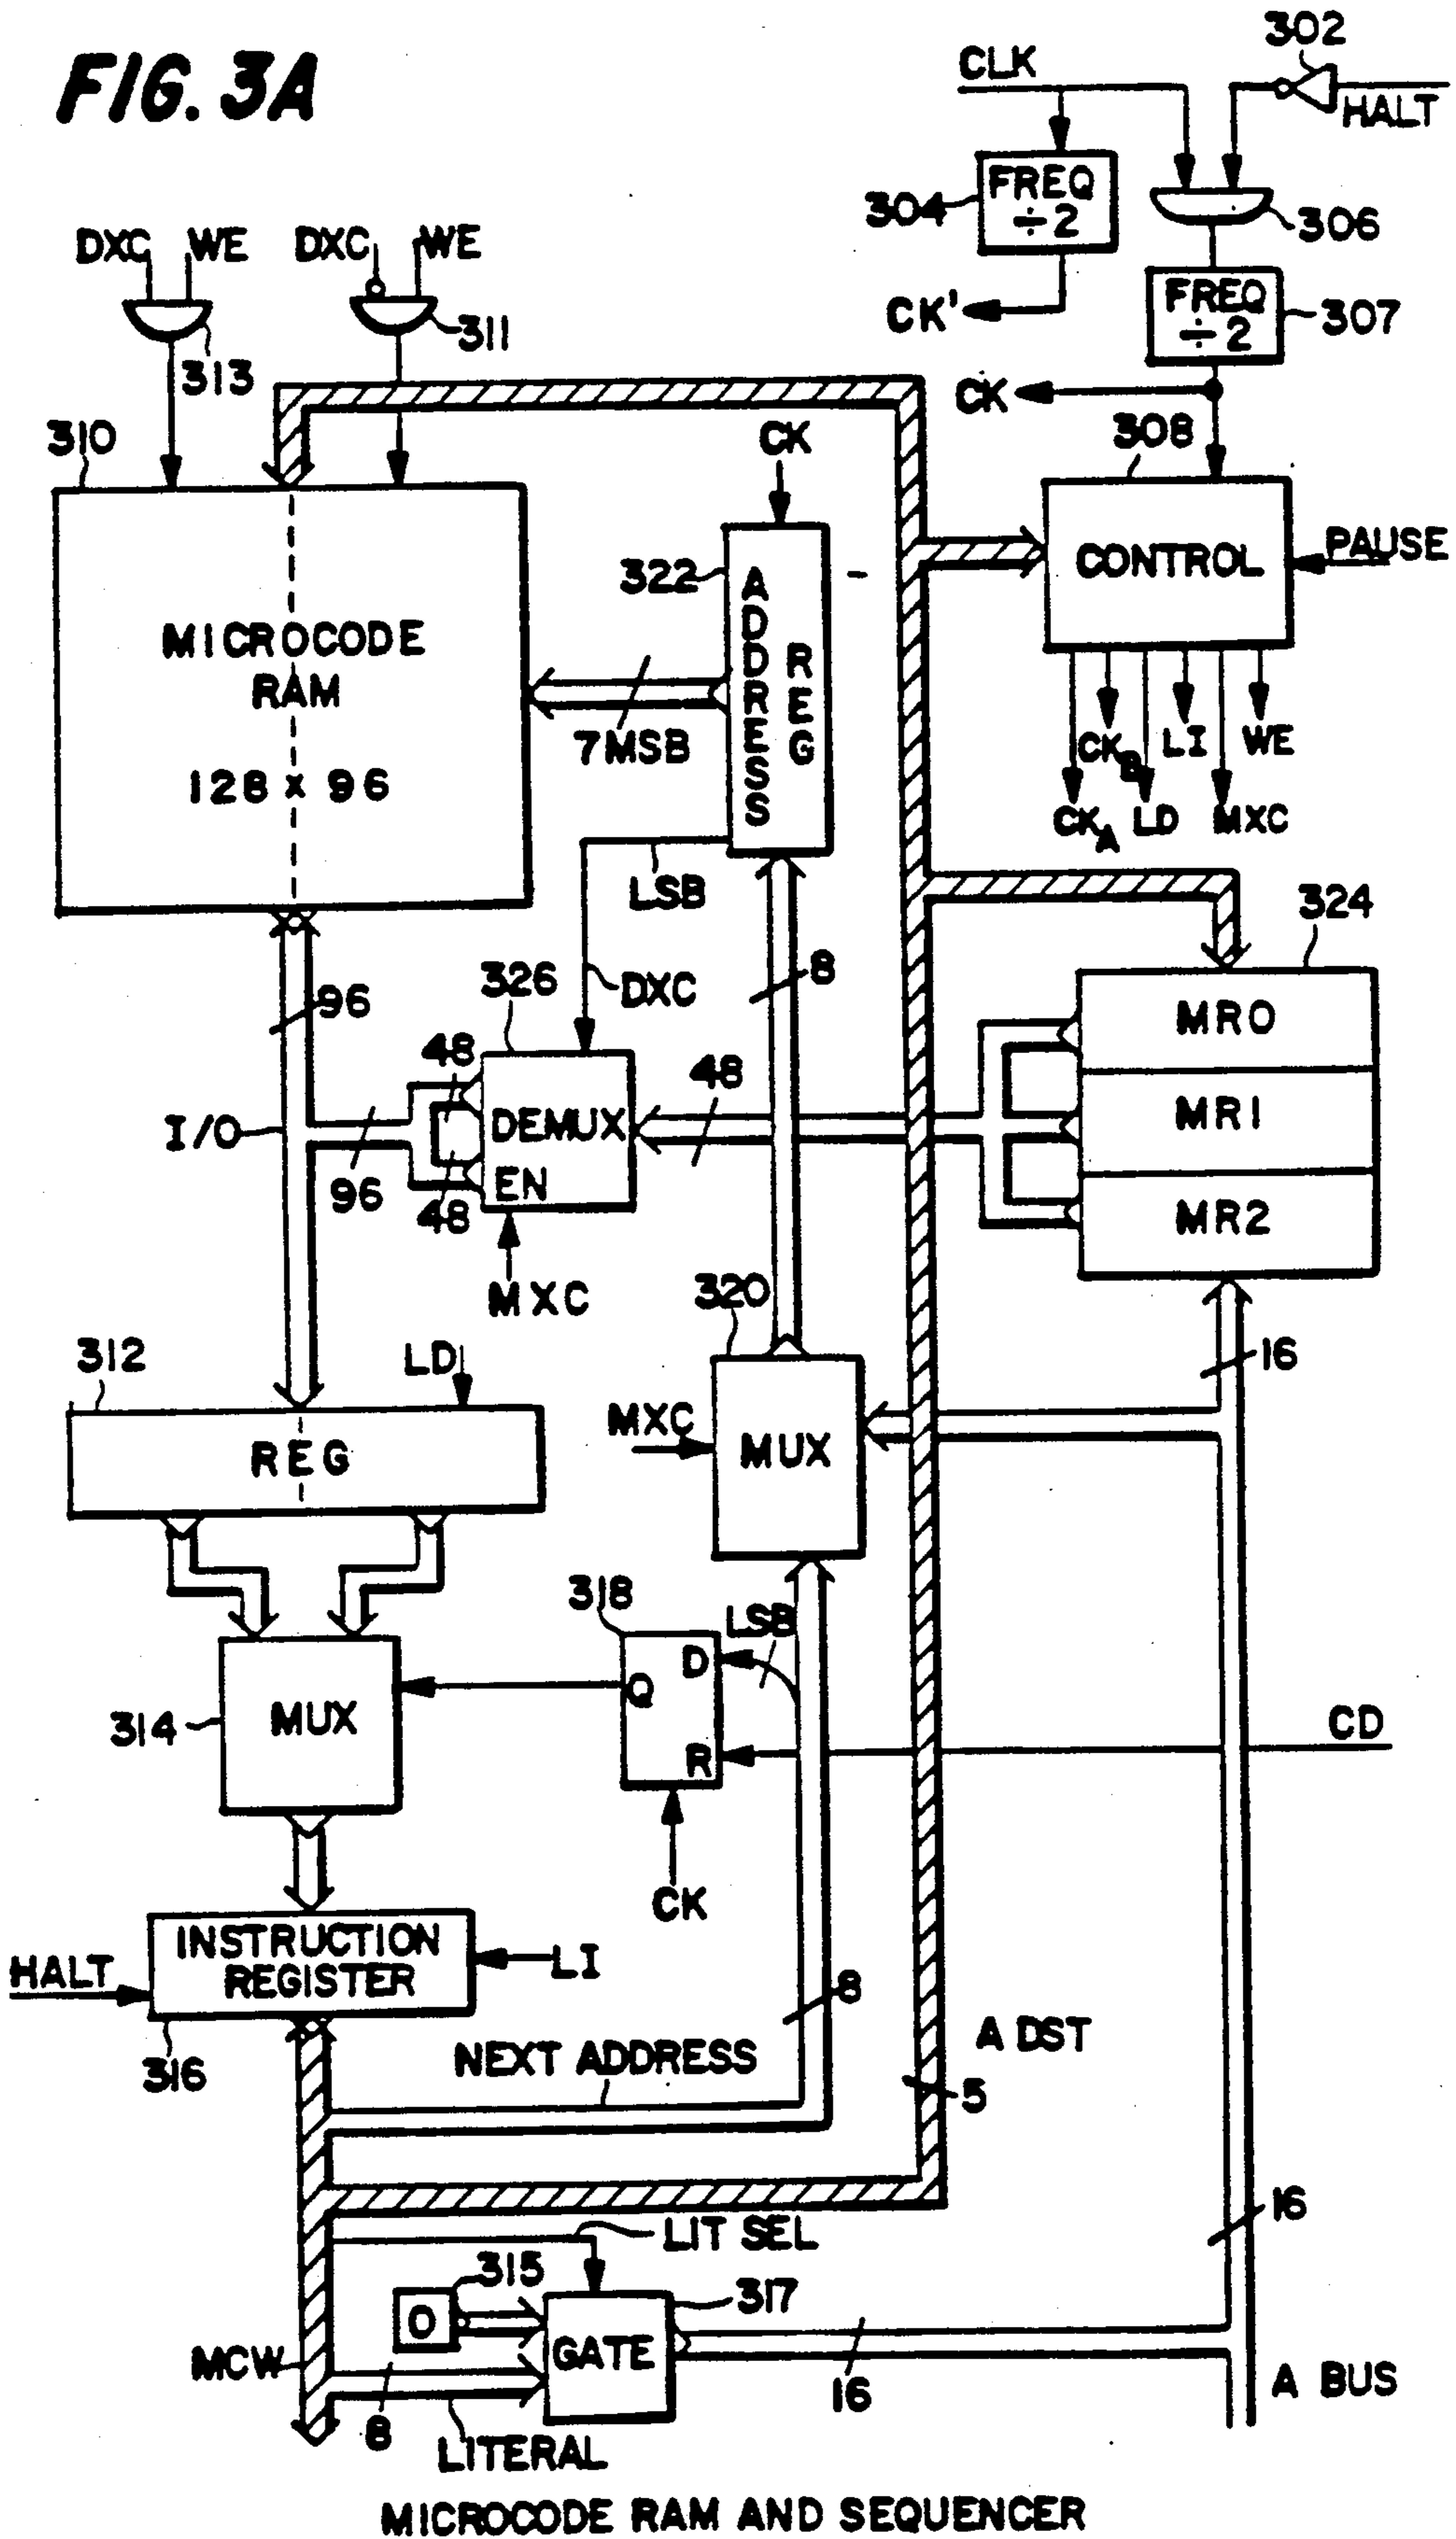 FIG. 3A
CLK
302
HALT
304
FREQ
÷2
306
CK'
FREQ
÷2
307
CK
DXC
WE
DXC
WE
313
311
310
MICROCODE
RAM
128 x 96
CK
322
ADDRESS
REG
7MSB
LSB
DXC
308
CONTROL
PAUSE
CKA
CKB
LD
LI
MXC
WE
324
MR0
MR1
MR2
96
I/O
326
48
48
96
DEMUX
EN
MXC
48
8
16
312
LD
REG
320
MXC
MUX
314
MUX
318
D
Q
R
LSB
CK
CD
INSTRUCTION
REGISTER
HALT
LI
316
NEXT ADDRESS
8
A DST
5
16
LIT SEL
315
0
317
GATE
MCW
8
LITERAL
16
A BUS
MICROCODE RAM AND SEQUENCER